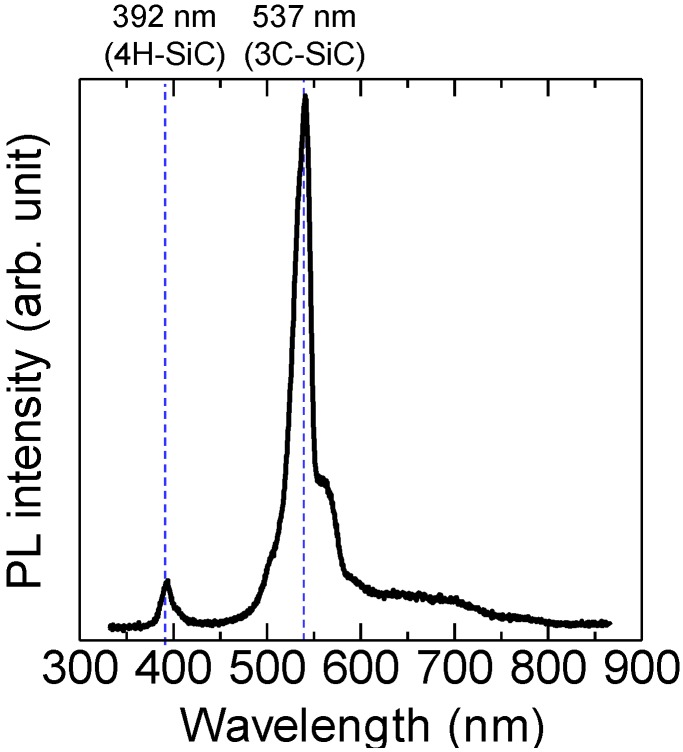 392 nm 537 nm
(4H-SiC) (3C-SiC)
PL intensity (arb. unit)
300 400 500 600 700 800 900
Wavelength (nm)